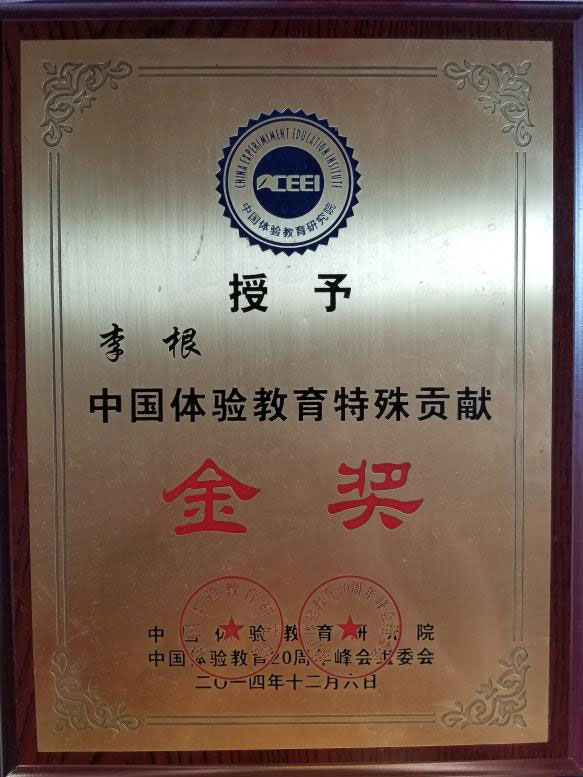 CHINA EXPERIMIMENT EDUCATION INSITUTE
CEEI
中国体验教育研究院
授 予
李 根
中国体验教育特殊贡献
金 奖
中国体验教育研究院
中国体验教育20周年峰会组委会
二〇一四年十二月六日